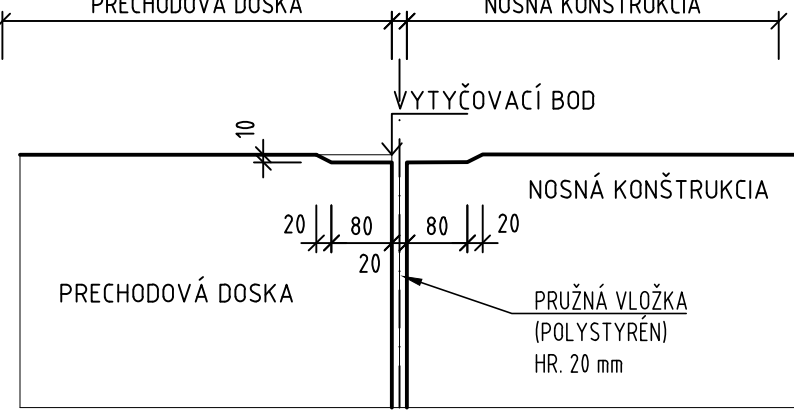 PRECHODOVÁ DOSKA
NOSNÁ KONŠTRUKCIA
VYTYČOVACÍ BOD
10
NOSNÁ KONŠTRUKCIA
20 80 80 20
20
PRECHODOVÁ DOSKA
PRUŽNÁ VLOŽKA
(POLYSTYRÉN)
HR. 20 mm